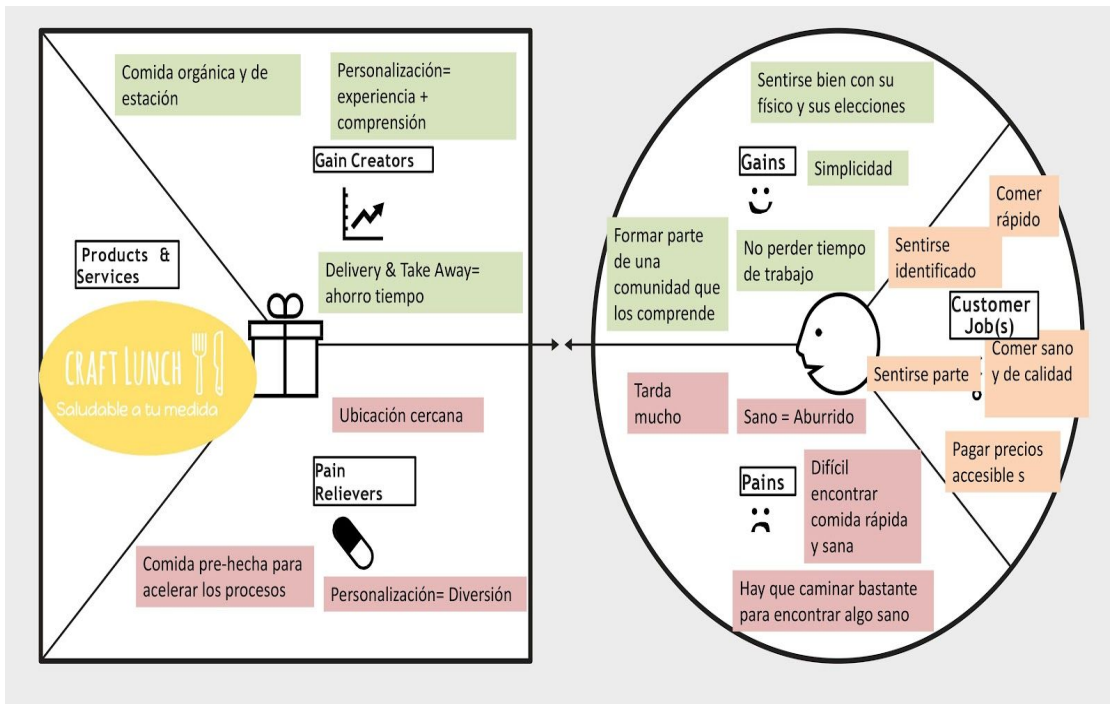 Comida orgánica y de
estación
Personalización=
experiencia +
comprensión
Gain Creators
Products &
Services
Delivery & Take Away=
ahorro tiempo
CRAFT LUNCH
Saludable a tu medida
Ubicación cercana
Pain
Relievers
Comida pre-hecha para
acelerar los procesos
Personalización= Diversión
Sentirse bien con su
físico y sus elecciones
Gains
Simplicidad
Formar parte
de una
comunidad que
los comprende
No perder tiempo
de trabajo
Comer
rápido
Sentirse
identificado
Customer
Job(s)
Comer sano
y de calidad
Sentirse parte
Pagar precios
accesible s
Tarda
mucho
Sano = Aburrido
Pains
Difícil
encontrar
comida rápida
y sana
Hay que caminar bastante
para encontrar algo sano